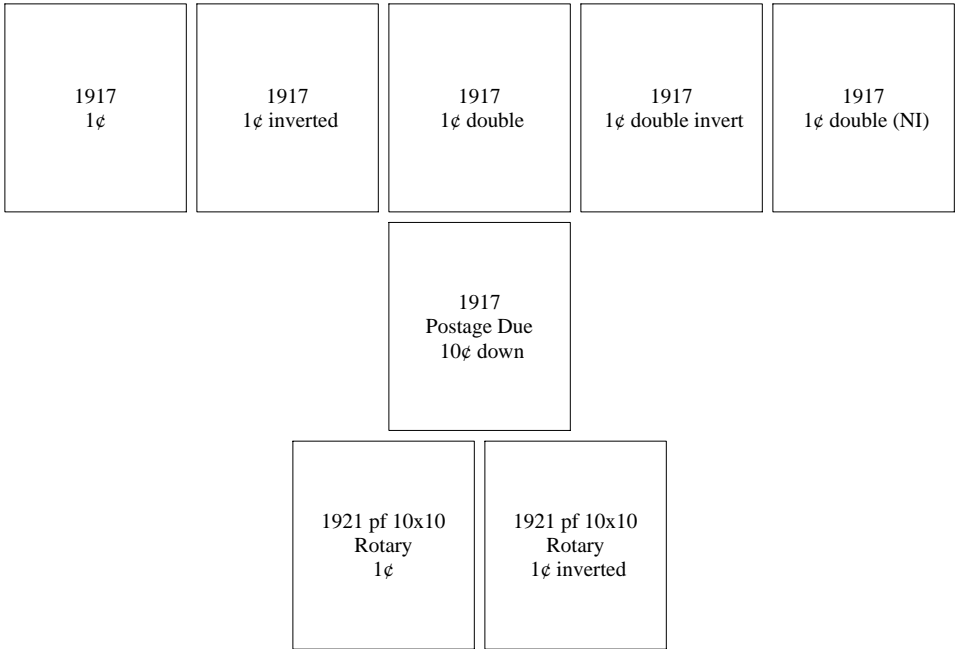 1917
1¢
1917
1¢ inverted
1917
1¢ double
1917
1¢ double invert
1917
1¢ double (NI)
1917
Postage Due
10¢ down
1921 pf 10x10
Rotary
1¢
1921 pf 10x10
Rotary
1¢ inverted